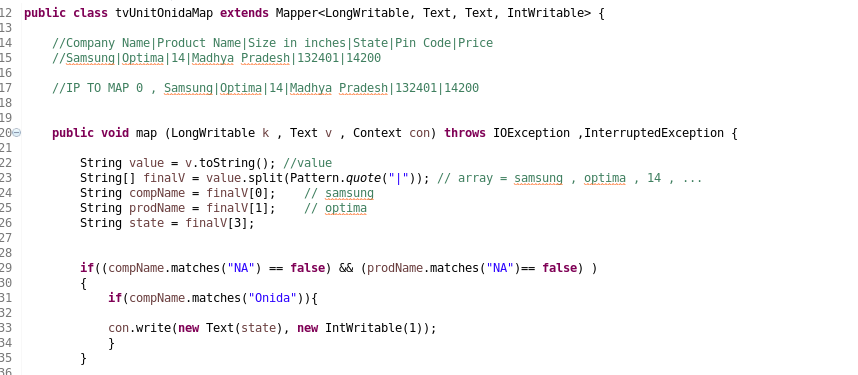 12 public class tvUnitOnidaMap extends Mapper<LongWritable, Text, Text, IntWritable> {
13
14 //Company Name|Product Name|Size in inches|State|Pin Code|Price
15 //Samsung|Optima|14|Madhya Pradesh|132401|14200
16
17 //IP TO MAP 0 , Samsung|Optima|14|Madhya Pradesh|132401|14200
18
19
20 public void map (LongWritable k , Text v , Context con) throws IOException ,InterruptedException {
21
22 String value = v.toString(); //value
23 String[] finalV = value.split(Pattern.quote("|")); // array = samsung , optima , 14 , ...
24 String compName = finalV[0]; // samsung
25 String prodName = finalV[1]; // optima
26 String state = finalV[3];
27
28
29 if((compName.matches("NA") == false) && (prodName.matches("NA")== false) )
30 {
31 if(compName.matches("Onida")){
32
33 con.write(new Text(state), new IntWritable(1));
34 }
35 }
36